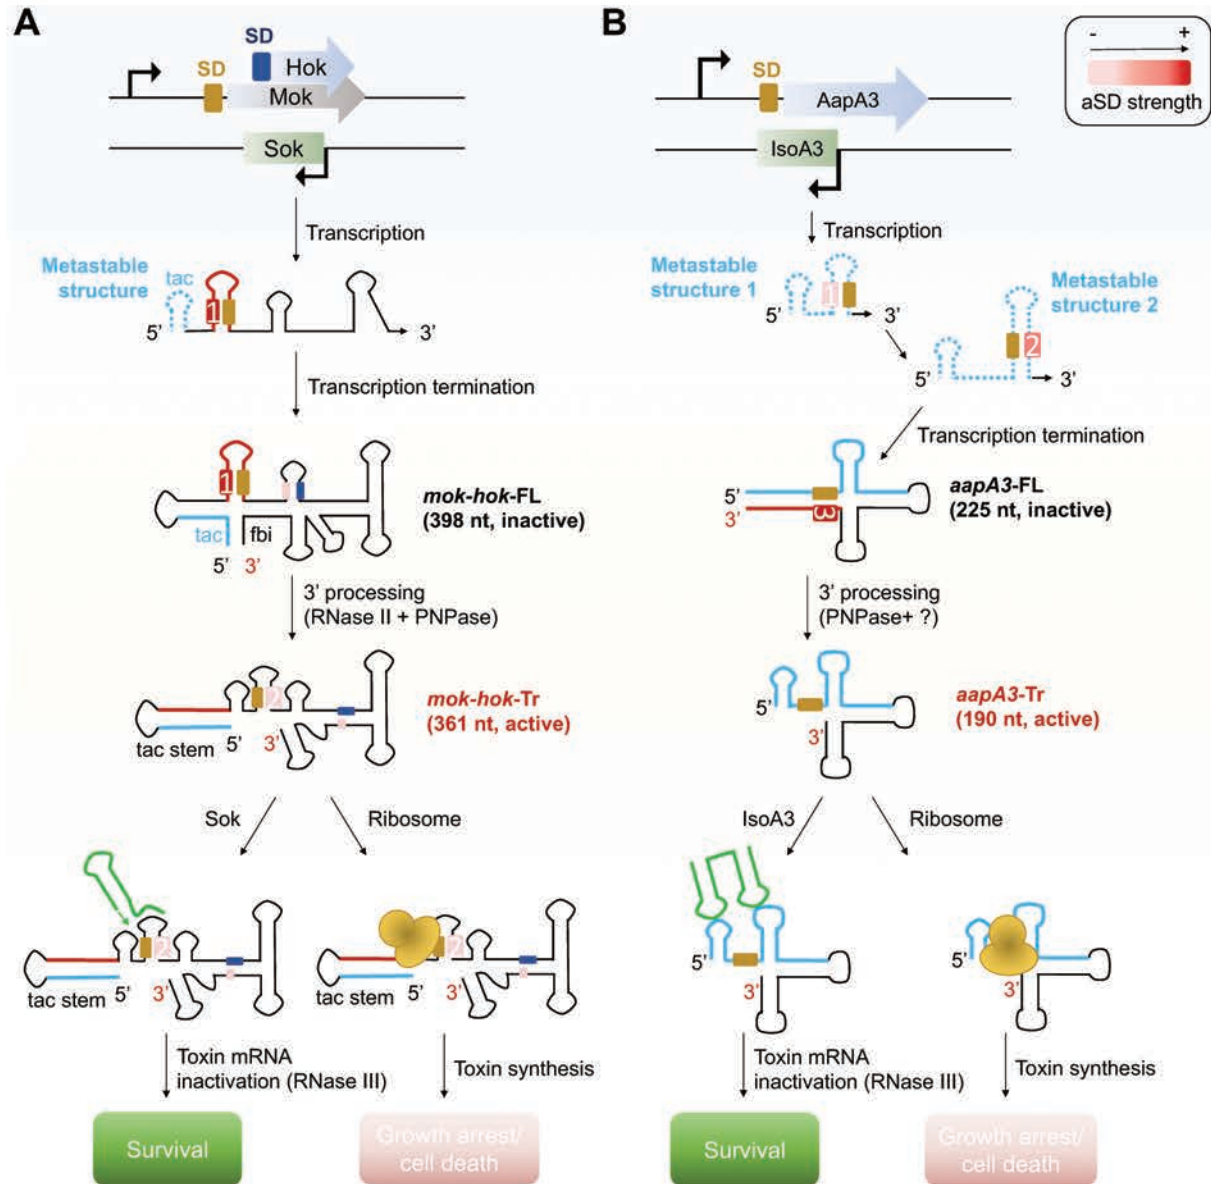 A
SD
SD
Hok
Mok
Sok
Transcription
Metastable
structure
tac
1
5’
3’
Transcription termination
1
mok-hok-FL
(398 nt, inactive)
tac
fbi
5’
3’
3’ processing
(RNase II + PNPase)
2
mok-hok-Tr
(361 nt, active)
tac stem
5’
3’
Sok
Ribosome
2
tac stem
5’
3’
2
tac stem
5’
3’
Toxin mRNA
inactivation (RNase III)
Toxin synthesis
Survival
Growth arrest/
cell death
B
SD
AapA3
IsoA3
- +
aSD strength
Transcription
Metastable
structure 1
1
5’
3’
Metastable
structure 2
2
5’
3’
Transcription termination
5’
3’
3
aapA3-FL
(225 nt, inactive)
3’ processing
(PNPase+ ?)
5’
3’
aapA3-Tr
(190 nt, active)
IsoA3
Ribosome
5’
3’
5’
3’
Toxin mRNA
inactivation (RNase III)
Toxin synthesis
Survival
Growth arrest/
cell death